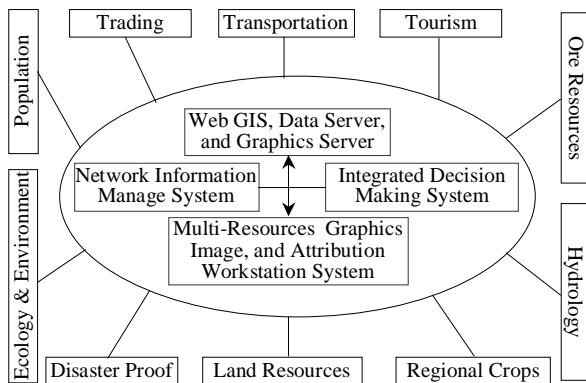 Trading
Transportation
Tourism
Population
Ore Resources
Web GIS, Data Server,
and Graphics Server
Network Information
Manage System
Integrated Decision
Making System
Multi-Resources Graphics
Image, and Attribution
Workstation System
Ecology & Environment
Hydrology
Disaster Proof
Land Resources
Regional Crops